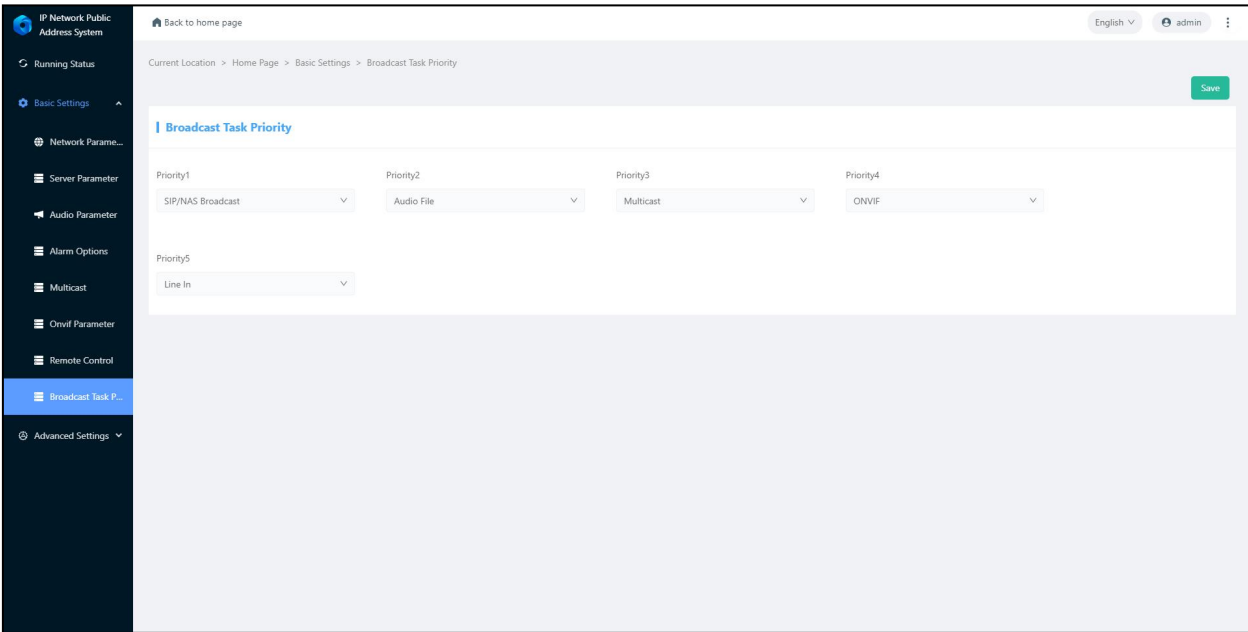 IP Network Public
Address System
Back to home page
English
admin
Running Status
Current Location > Home Page > Basic Settings > Broadcast Task Priority
Save
Basic Settings
Broadcast Task Priority
Network Parame...
Priority1
Priority2
Priority3
Priority4
Server Parameter
SIP/NAS Broadcast
Audio File
Multicast
ONVIF
Audio Parameter
Alarm Options
Priority5
Line In
Multicast
Onvif Parameter
Remote Control
Broadcast Task P...
Advanced Settings